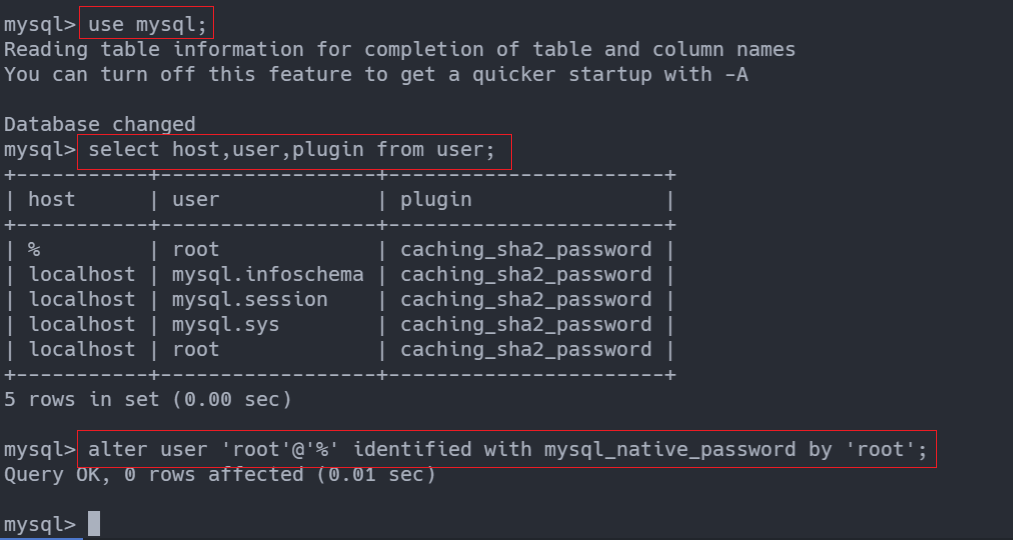 mysql> use mysql;
Reading table information for completion of table and column names
You can turn off this feature to get a quicker startup with -A
Database changed
mysql> select host,user,plugin from user;
+-----------+------------------+-----------------------+
| host      | user             | plugin                |
+-----------+------------------+-----------------------+
| %         | root             | caching_sha2_password |
| localhost | mysql.infoschema | caching_sha2_password |
| localhost | mysql.session    | caching_sha2_password |
| localhost | mysql.sys        | caching_sha2_password |
| localhost | root             | caching_sha2_password |
+-----------+------------------+-----------------------+
5 rows in set (0.00 sec)
mysql> alter user 'root'@'%' identified with mysql_native_password by 'root';
Query OK, 0 rows affected (0.01 sec)
mysql>